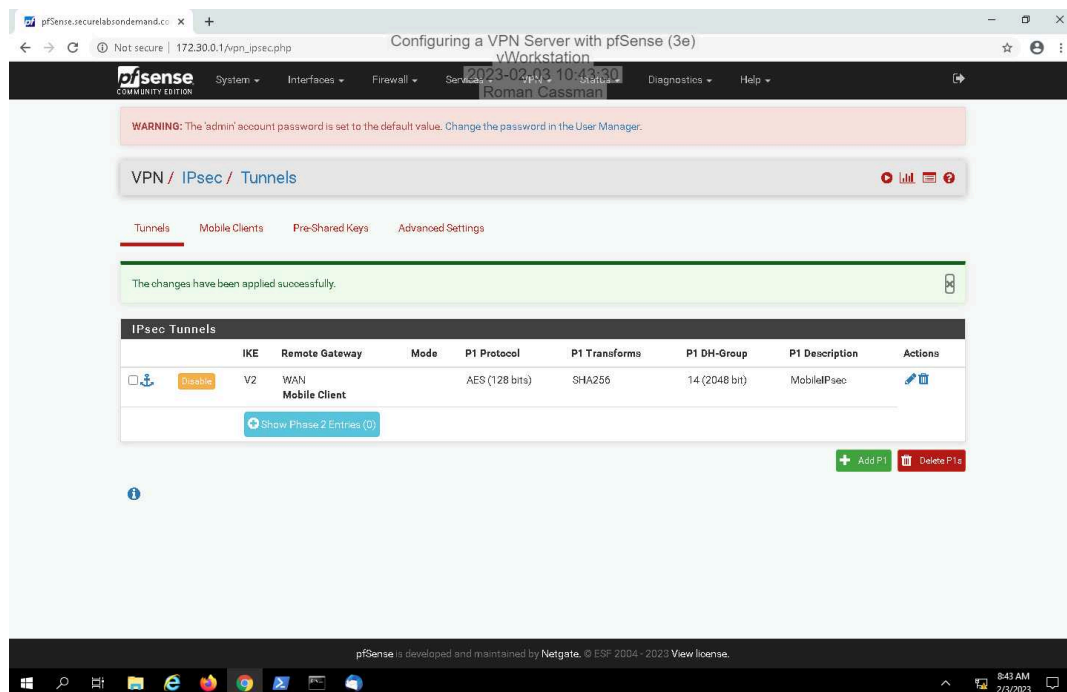 pfSense.securelabsondemand.co
Not secure | 172.30.0.1/vpn_ipsec.php
Configuring a VPN Server with pfSense (3e)
vWorkstation
2023-02-03 10:43:30
Roman Cassman
pfsense
COMMUNITY EDITION
System Interfaces Firewall Services VPN Status Diagnostics Help
WARNING: The 'admin' account password is set to the default value. Change the password in the User Manager.
VPN / IPsec / Tunnels
Tunnels Mobile Clients Pre-Shared Keys Advanced Settings
The changes have been applied successfully.
IPsec Tunnels
IKE Remote Gateway Mode P1 Protocol P1 Transforms P1 DH-Group P1 Description Actions
Disable V2 WAN AES (128 bits) SHA256 14 (2048 bit) MobileIPsec
Mobile Client
Show Phase 2 Entries (0)
Add P1 Delete P1s
pfSense is developed and maintained by Netgate. © ESF 2004 - 2023 View license.
8:43 AM
2/3/2023